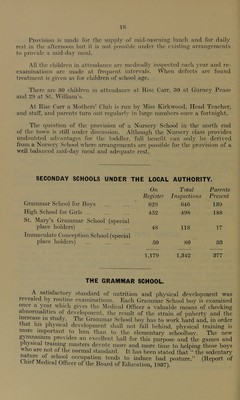 18
Provision is made for the supply of mid-morning lunch and for daily
rest in the afternoons but it is not possible under the existing arrangements
to provide a mid-day meal.
All the children in attendance are medically inspected each year and re-
examinations are made at frequent intervals. When defects are found
treatment is given as for children of school age.
There are 30 children in attendance at Rise Carr, 30 at Gurney Pease
and 29 at St. William's.
At Rise Carr a Mothers' Club is run by Miss Kirkwood, Head Teacher,
and staff, and parents turn out regularly in huge numbers once a fortnight.
The question of the provision of a Nursery School in the north end
of the town is still under discussion. Although the Nursery class provides
undoubted advantages for the toddler, full benefit can only be derived
from a Nursery School where arrangements are possible for the provision of a
well balanced mid-day meal and adequate rest.
SECONDARY SCHOOLS UNDER THE LOCAL AUTHORITY.
On Total Parents
Register Inspections Present
Grammar School for Boys 646 139
High School for Girls 432 498 188
St. Mary's Grammar School (special
place holders) 48 118 17
Immaculate Conception School (special
place holders) 80 33
1,179 1,342 377
THE GRAMMAR SCHOOL.
A satisfactory standard of nutrition and physical development was
revealed by routine examinations. Each Grammar School boy is examined
once a year which gives the Medical Officer a valuable means of checking
abnormalities of development, the result of the strain of puberty and the
increase in study. The Grammar School boy has to work hard and, in order
that his physical development shall not fall behind, physical training is
more important to him than to the elementary schoolboy. The new
gymnasium provides an excellent hall for this purpose and the games and
physical training masters devote more and more time to helping those boys
who are not of the normal standard. It has been stated that "the sedentary
nature of school occupation tends to induce bad posture." (Report of
Chief Medical Officer of the Board of Education, 1937).